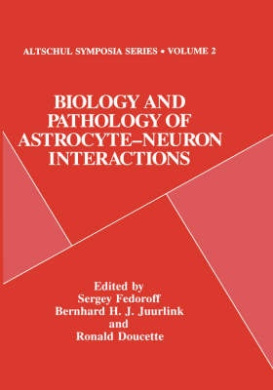 ALTSCHUL SYMPOSIA SERIES • VOLUME 2
BIOLOGY AND
PATHOLOGY OF
ASTROCYTE–NEURON
INTERACTIONS
Edited by
Sergey Fedoroff
Bernhard H. J. Juurlink
and
Ronald Doucette